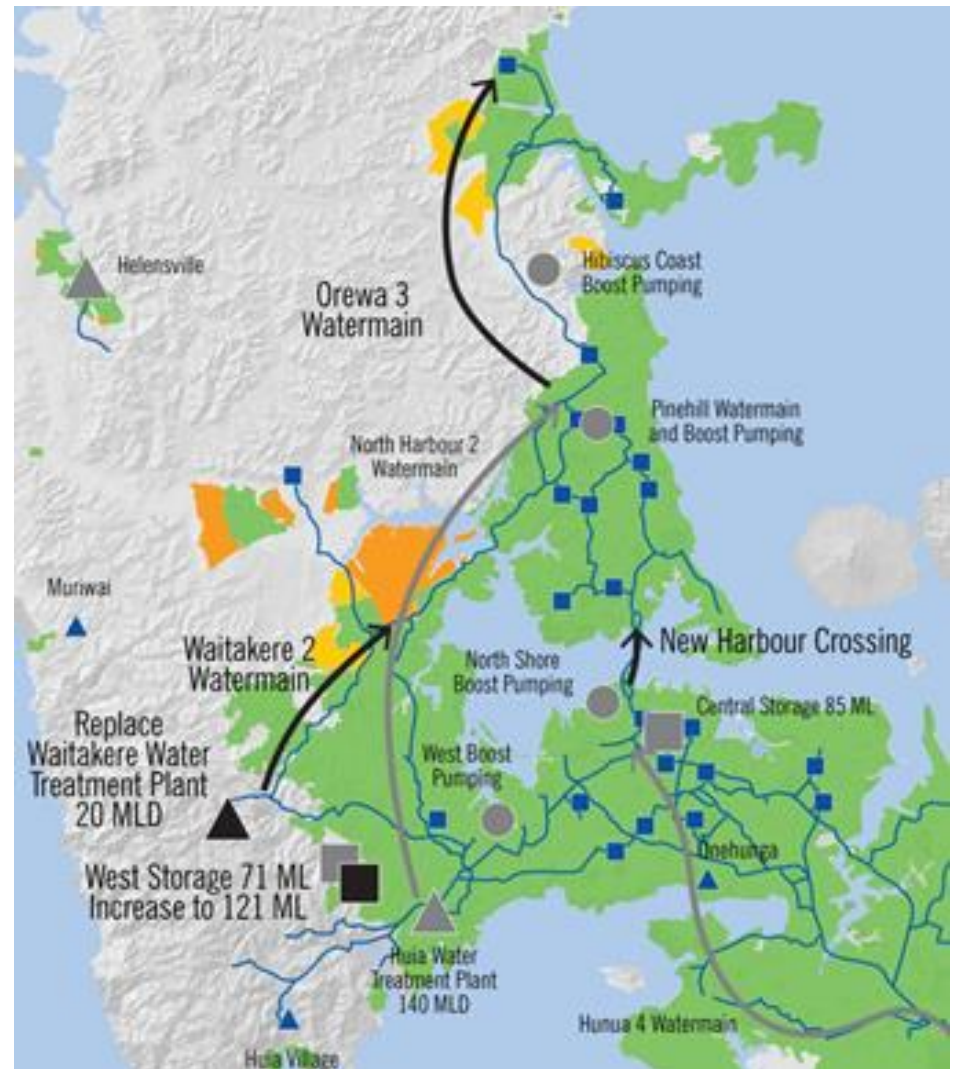 Helensville
Hibiscus Coast
Boost Pumping
Orewa 3
Watermain
Pinehill Watermain
and Boost Pumping
North Harbour 2
Watermain
Muriwai
Waitakere 2
Watermain
New Harbour Crossing
North Shore
Boost Pumping
Central Storage 85 ML
Replace
Waitakere Water
Treatment Plant
20 MLD
West Boost
Pumping
Onehunga
West Storage 71 ML
Increase to 121 ML
Huia Water
Treatment Plant
140 MLD
Hunua 4 Watermain
Huia Village